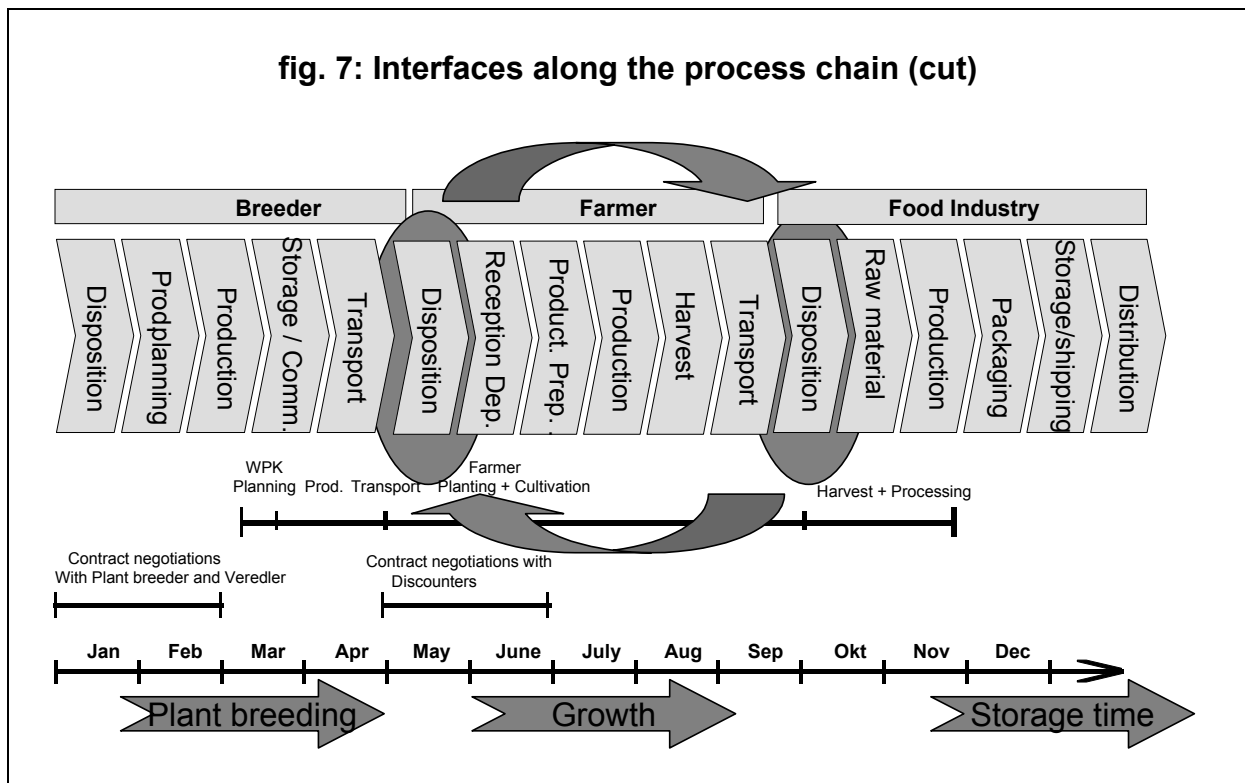 fig. 7: Interfaces along the process chain (cut)
Breeder
Farmer
Food Industry
Disposition
Prodplanning
Production
Storage / Comm.
Transport
Disposition
Reception Dep.
Product. Prep. .
Production
Harvest
Transport
Disposition
Raw material
Production
Packaging
Storage/shipping
Distribution
WPK
Planning Prod. Transport
Farmer
Planting + Cultivation
Harvest + Processing
Contract negotiations
With Plant breeder and Veredler
Contract negotiations with
Discounters
Jan Feb Mar Apr May June July Aug Sep Okt Nov Dec
Plant breeding
Growth
Storage time